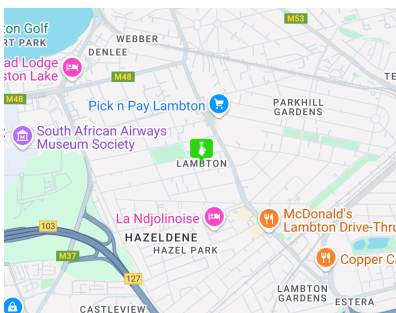 M53
ton Golf
RT PARK
WEBBER
DENLEE
ad Lodge
ston Lake
M48
TE
M48
Pick n Pay Lambton
PARKHILL
GARDENS
South African Airways
Museum Society
LAMBTON
La Ndjolinoise
McDonald's
Lambton Drive-Thru
103
HAZELDENE
HAZEL PARK
M37
Copper Ca
127
LAMBTON
GARDENS
ESTERA
CASTLEVIEW